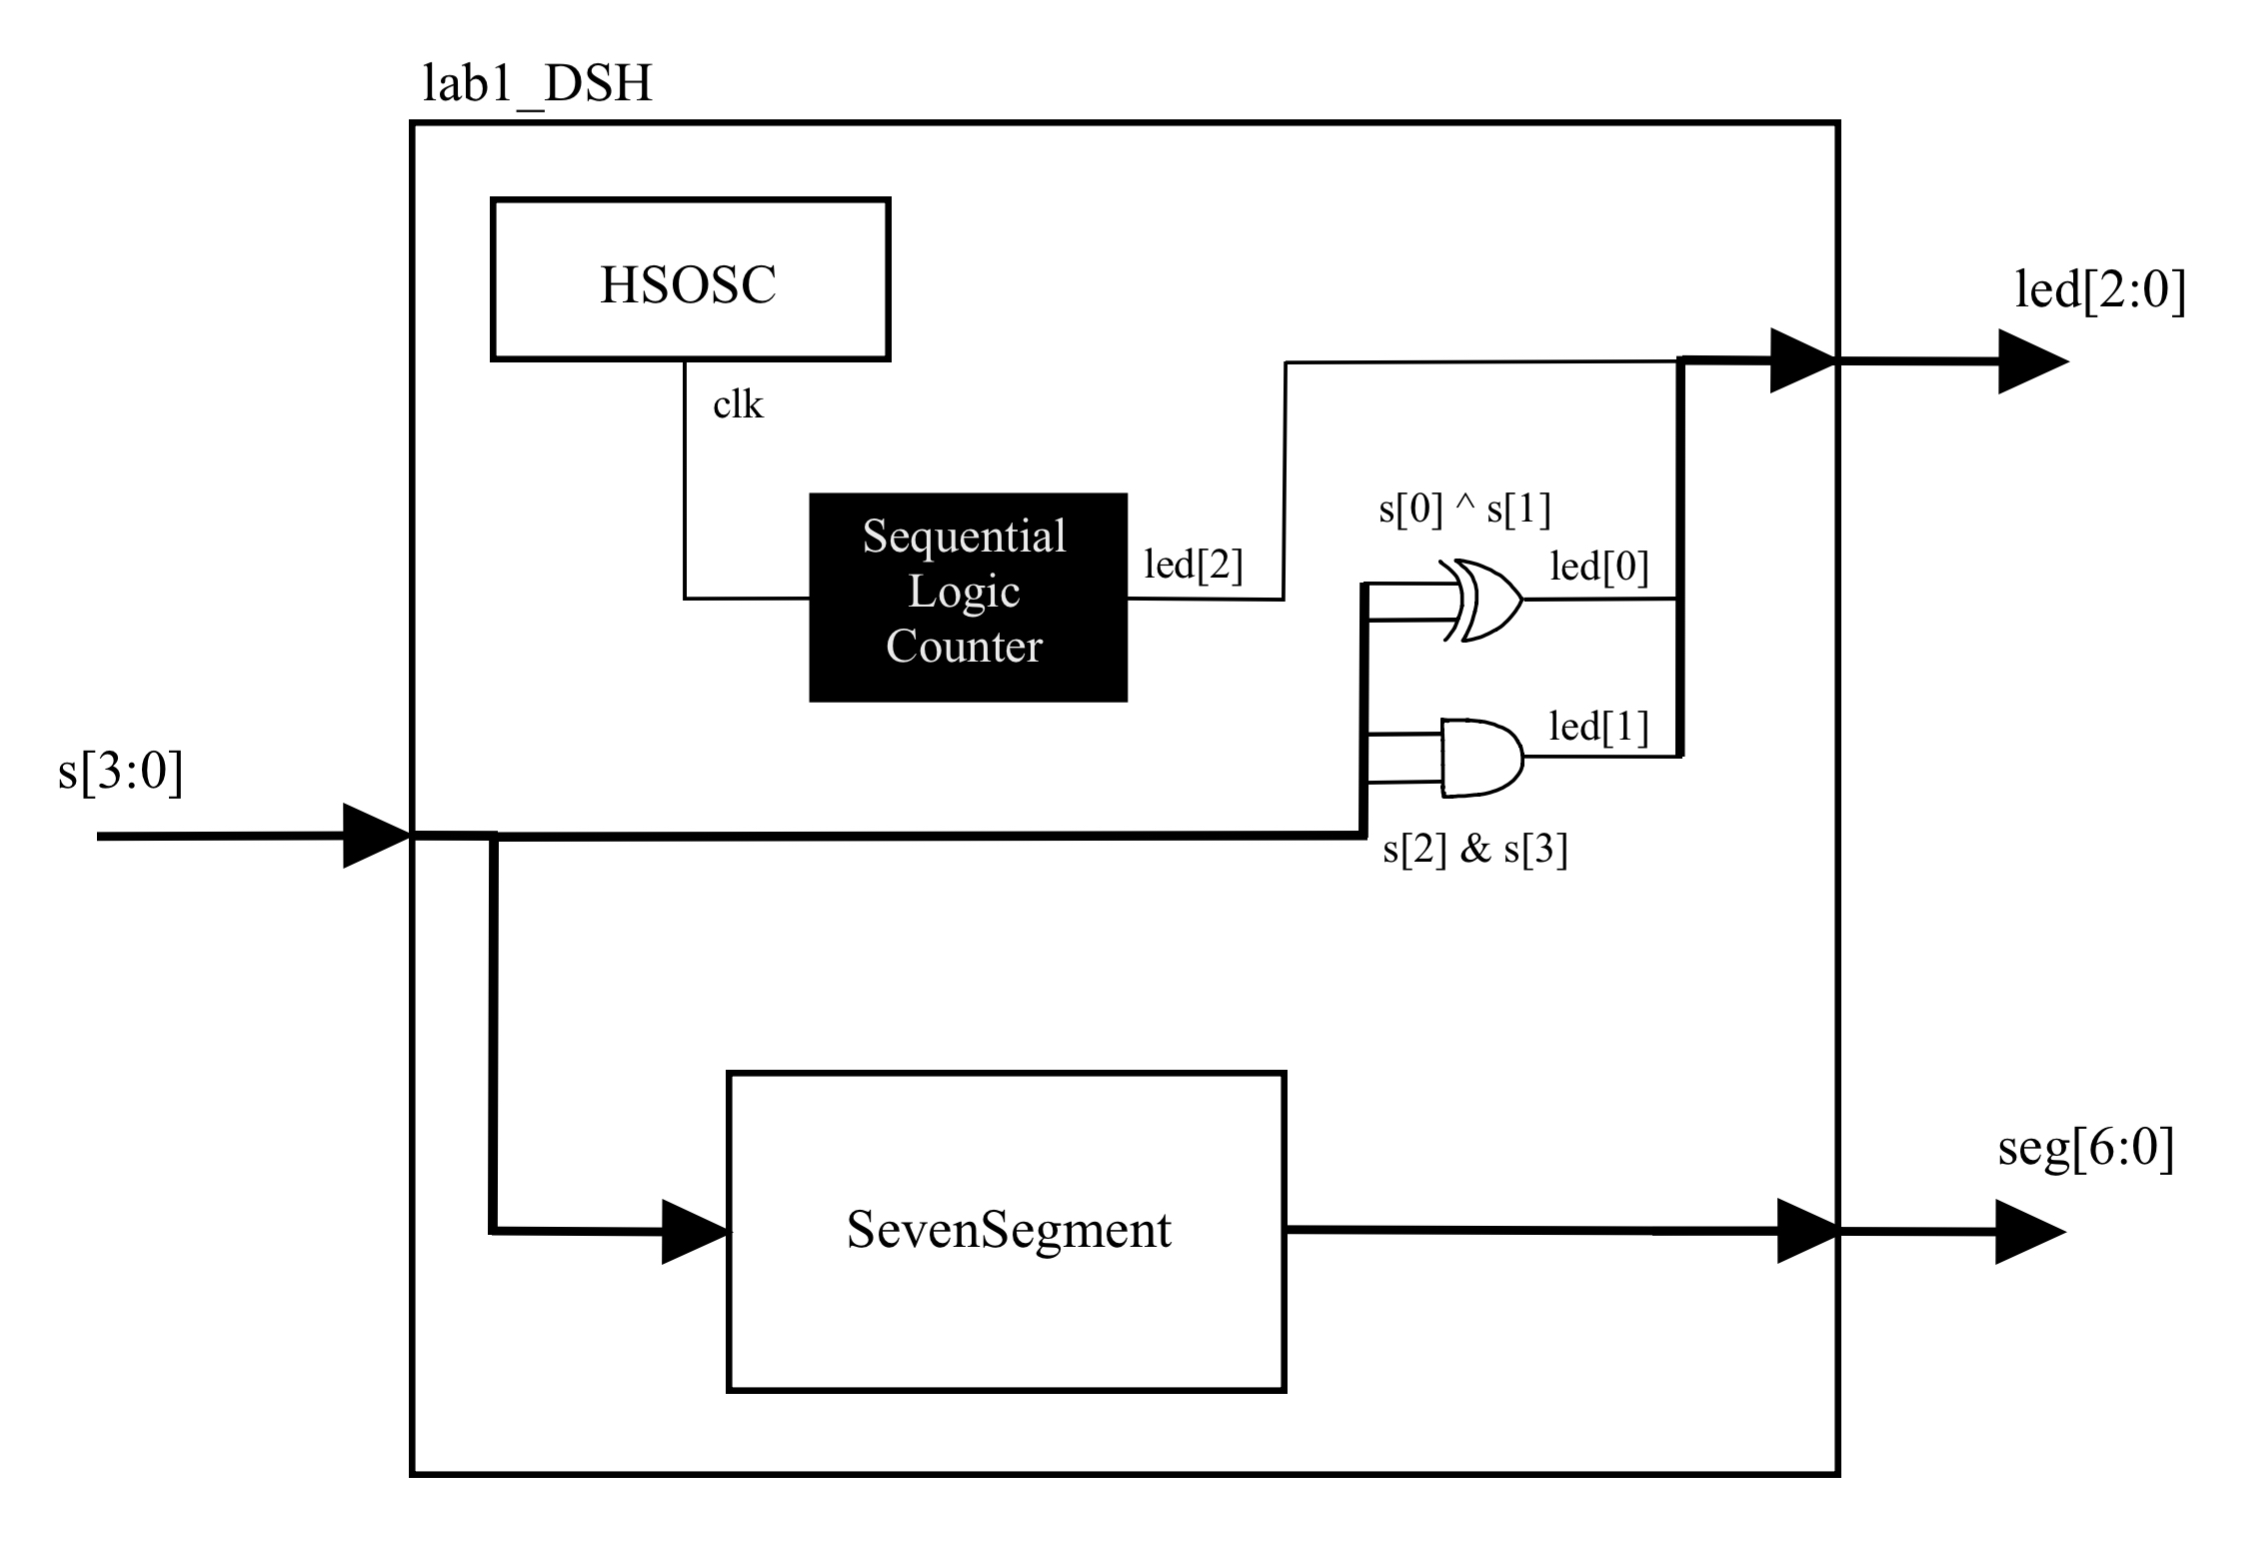 lab1_DSH
HSOSC
led[2:0]
clk
s[0] ^ s[1]
Sequential
Logic
Counter
led[2]
led[0]
led[1]
s[3:0]
s[2] & s[3]
seg[6:0]
SevenSegment